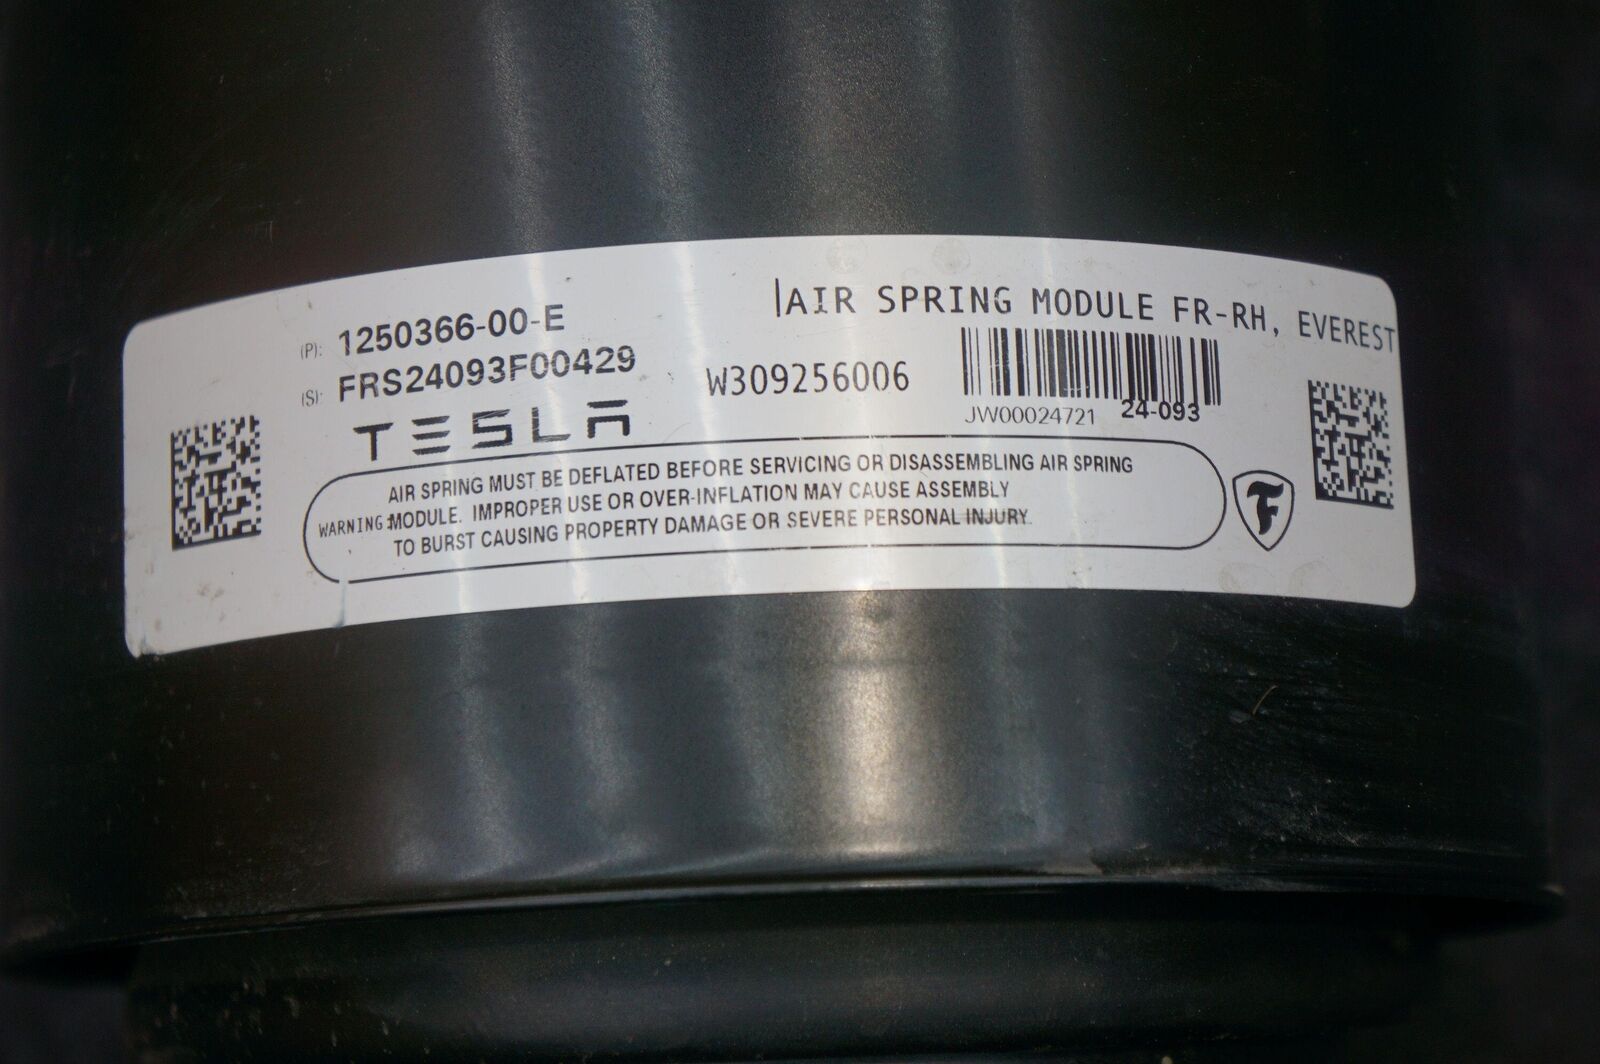 (P): 1250366-00-E
(S): FRS24093F00429
TESLA
|AIR SPRING MODULE FR-RH, EVEREST
W309256006
JW00024721 24-093
AIR SPRING MUST BE DEFLATED BEFORE SERVICING OR DISASSEMBLING AIR SPRING
WARNING: MODULE. IMPROPER USE OR OVER-INFLATION MAY CAUSE ASSEMBLY
TO BURST CAUSING PROPERTY DAMAGE OR SEVERE PERSONAL INJURY.
F